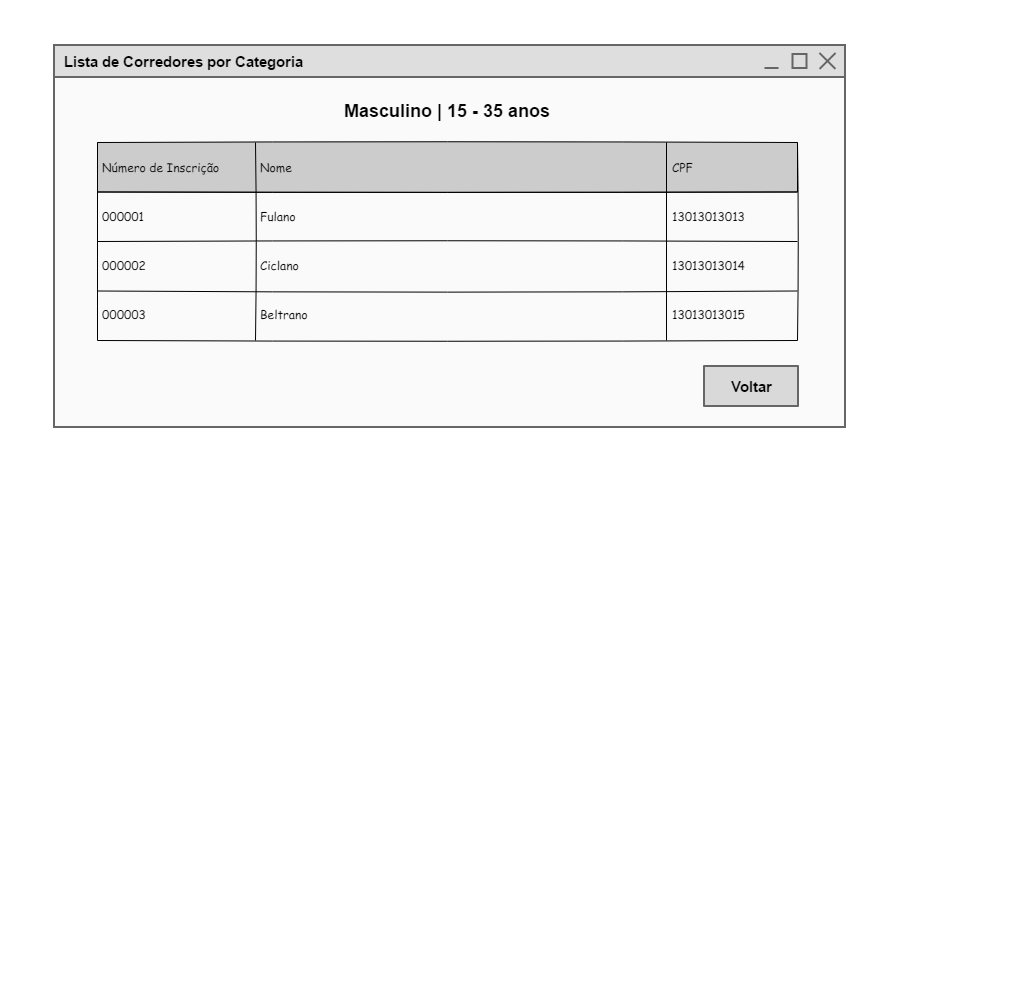 Lista de Corredores por Categoria
Masculino | 15 - 35 anos
Número de Inscrição Nome CPF
000001 Fulano 13013013013
000002 Ciclano 13013013014
000003 Beltrano 13013013015
Voltar